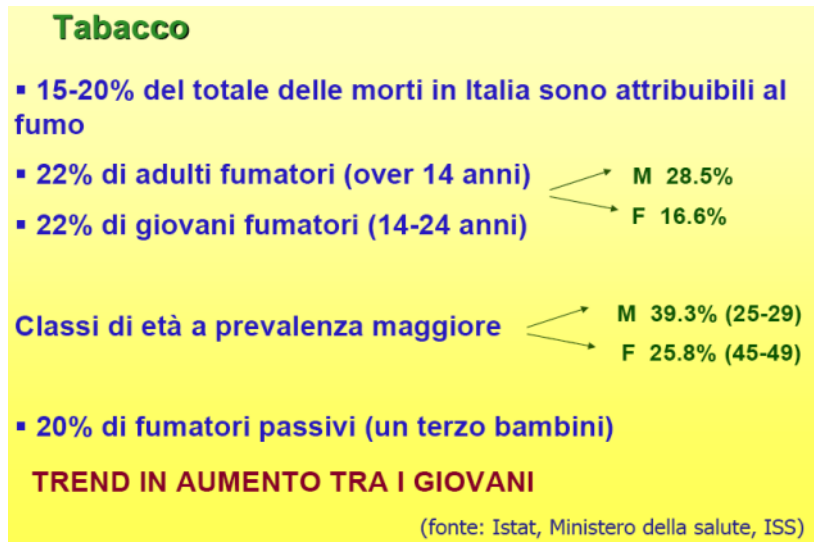 Tabacco
▪ 15-20% del totale delle morti in Italia sono attribuibili al
fumo
▪ 22% di adulti fumatori (over 14 anni)
M 28.5%
F 16.6%
▪ 22% di giovani fumatori (14-24 anni)
Classi di età a prevalenza maggiore
M 39.3% (25-29)
F 25.8% (45-49)
▪ 20% di fumatori passivi (un terzo bambini)
TREND IN AUMENTO TRA I GIOVANI
(fonte: Istat, Ministero della salute, ISS)